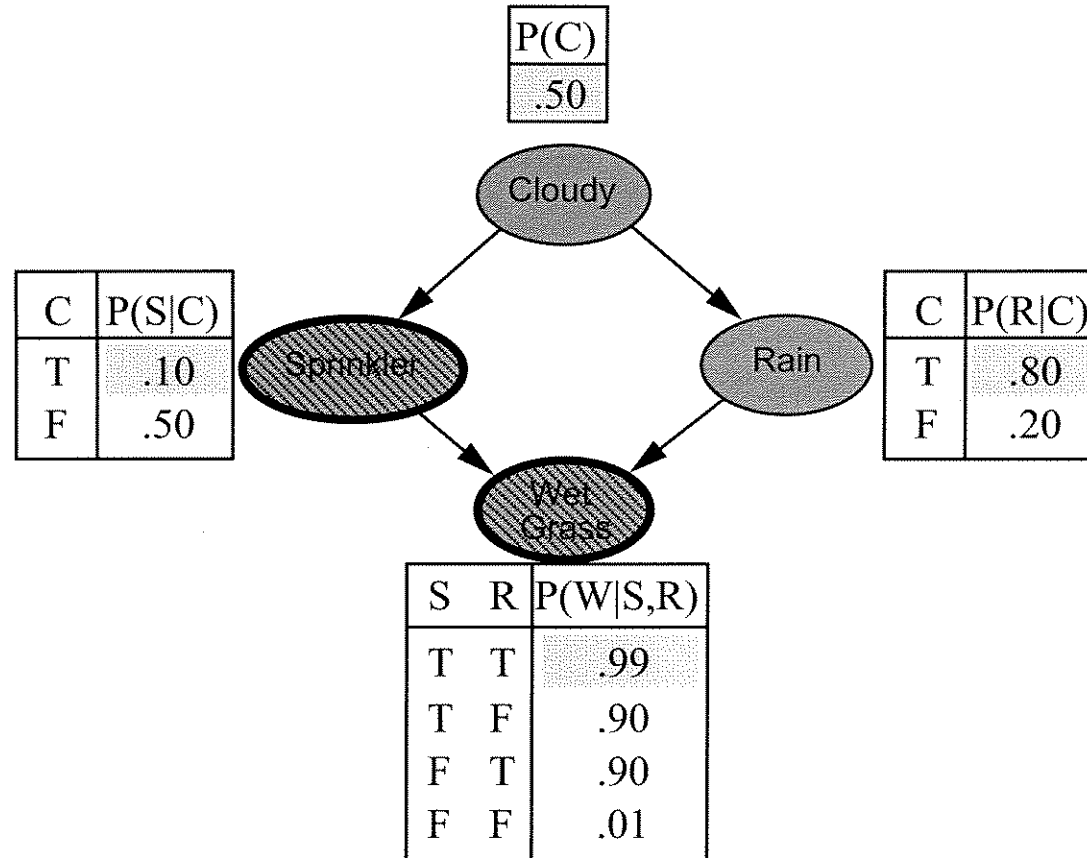 P(C)
.50
Cloudy
C P(S|C)
T .10
F .50
Sprinkler
Rain
C P(R|C)
T .80
F .20
Wet
Grass
S R P(W|S,R)
T T .99
T F .90
F T .90
F F .01